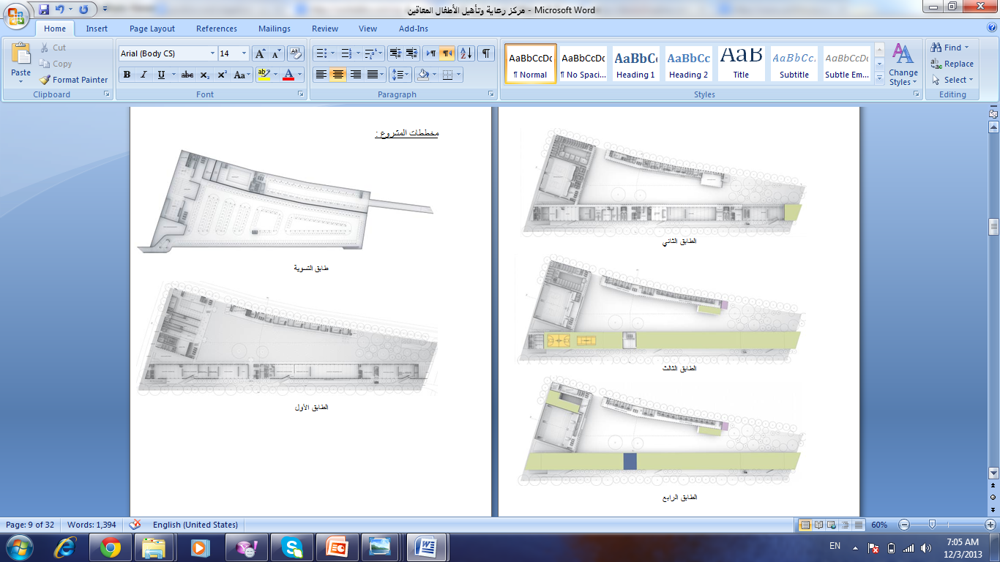 مركز رعاية وتأهيل الأطفال المعاقين - Microsoft Word
Home Insert Page Layout References Mailings Review View Add-Ins
Paste
Cut
Copy
Format Painter
Clipboard
Arial (Body CS) 14
Font
Paragraph
AaBbCcDc AaBbCcDc AaBbC AaBbCc AaB AaBbCc. AaBbCcDc
¶ Normal ¶ No Spaci... Heading 1 Heading 2 Title Subtitle Subtle Em...
Change Styles
Styles
Find
Replace
Select
Editing
مخططات المشروع :
طابق التسوية
الطابق الأول
الطابق الثاني
الطابق الثالث
الطابق الرابع
Page: 9 of 32 Words: 1,394 English (United States) 60%
EN 7:05 AM
12/3/2013